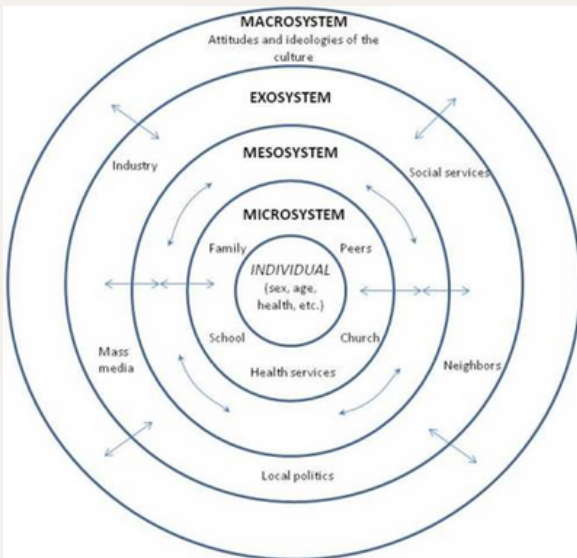 MACROSYSTEM
Attitudes and ideologies of the
culture
EXOSYSTEM
MESOSYSTEM
Industry
Social services
MICROSYSTEM
Family
Peers
INDIVIDUAL
(sex, age,
health, etc.)
School
Church
Mass
media
Health services
Neighbors
Local politics